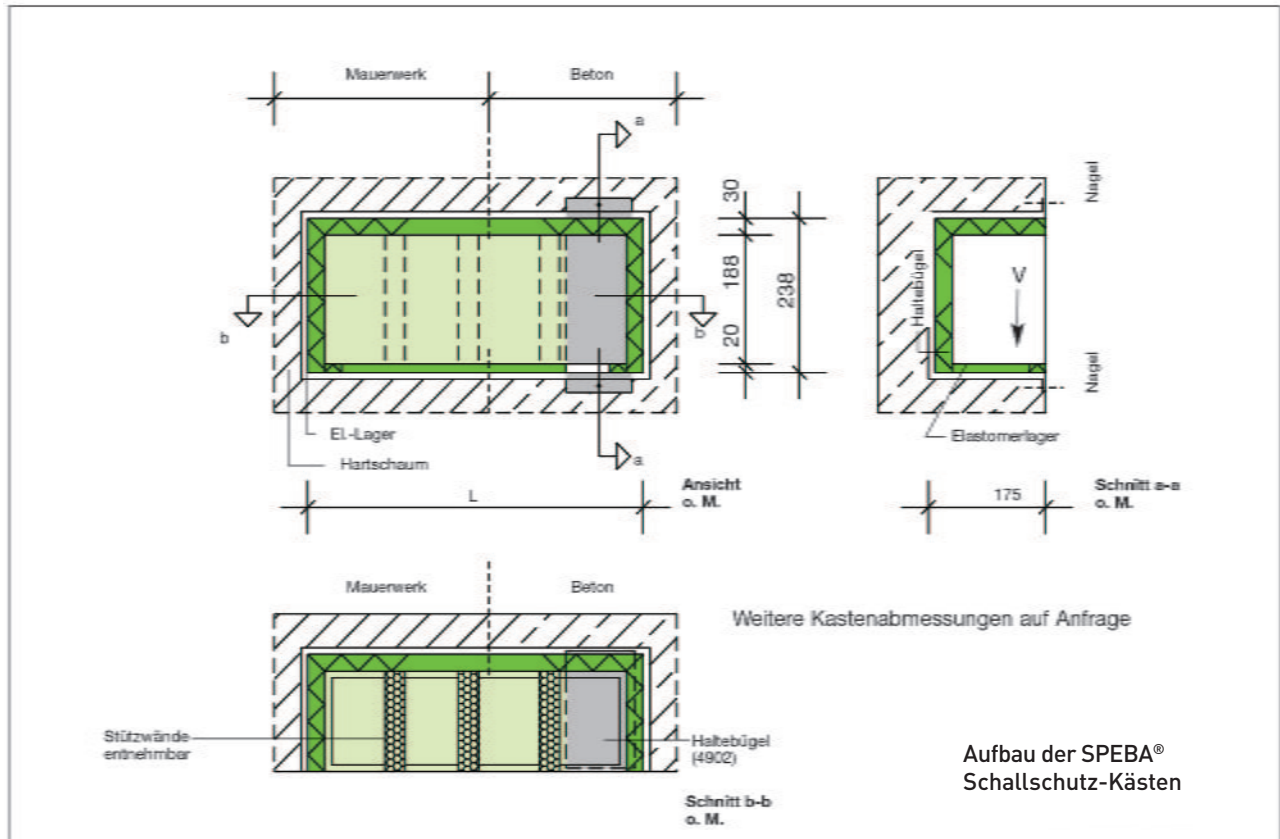 Mauerwerk
Beton
a
30
188
238
20
b
b
a
El.-Lager
Hartschaum
L
Ansicht
o. M.
Nagel
Haltebügel
V
Nagel
Elastomerlager
175
Schnitt a-a
o. M.
Mauerwerk
Beton
Weitere Kastenabmessungen auf Anfrage
Stützwände
entnehmbar
Haltebügel
(4902)
Schnitt b-b
o. M.
Aufbau der SPEBA®
Schallschutz-Kästen